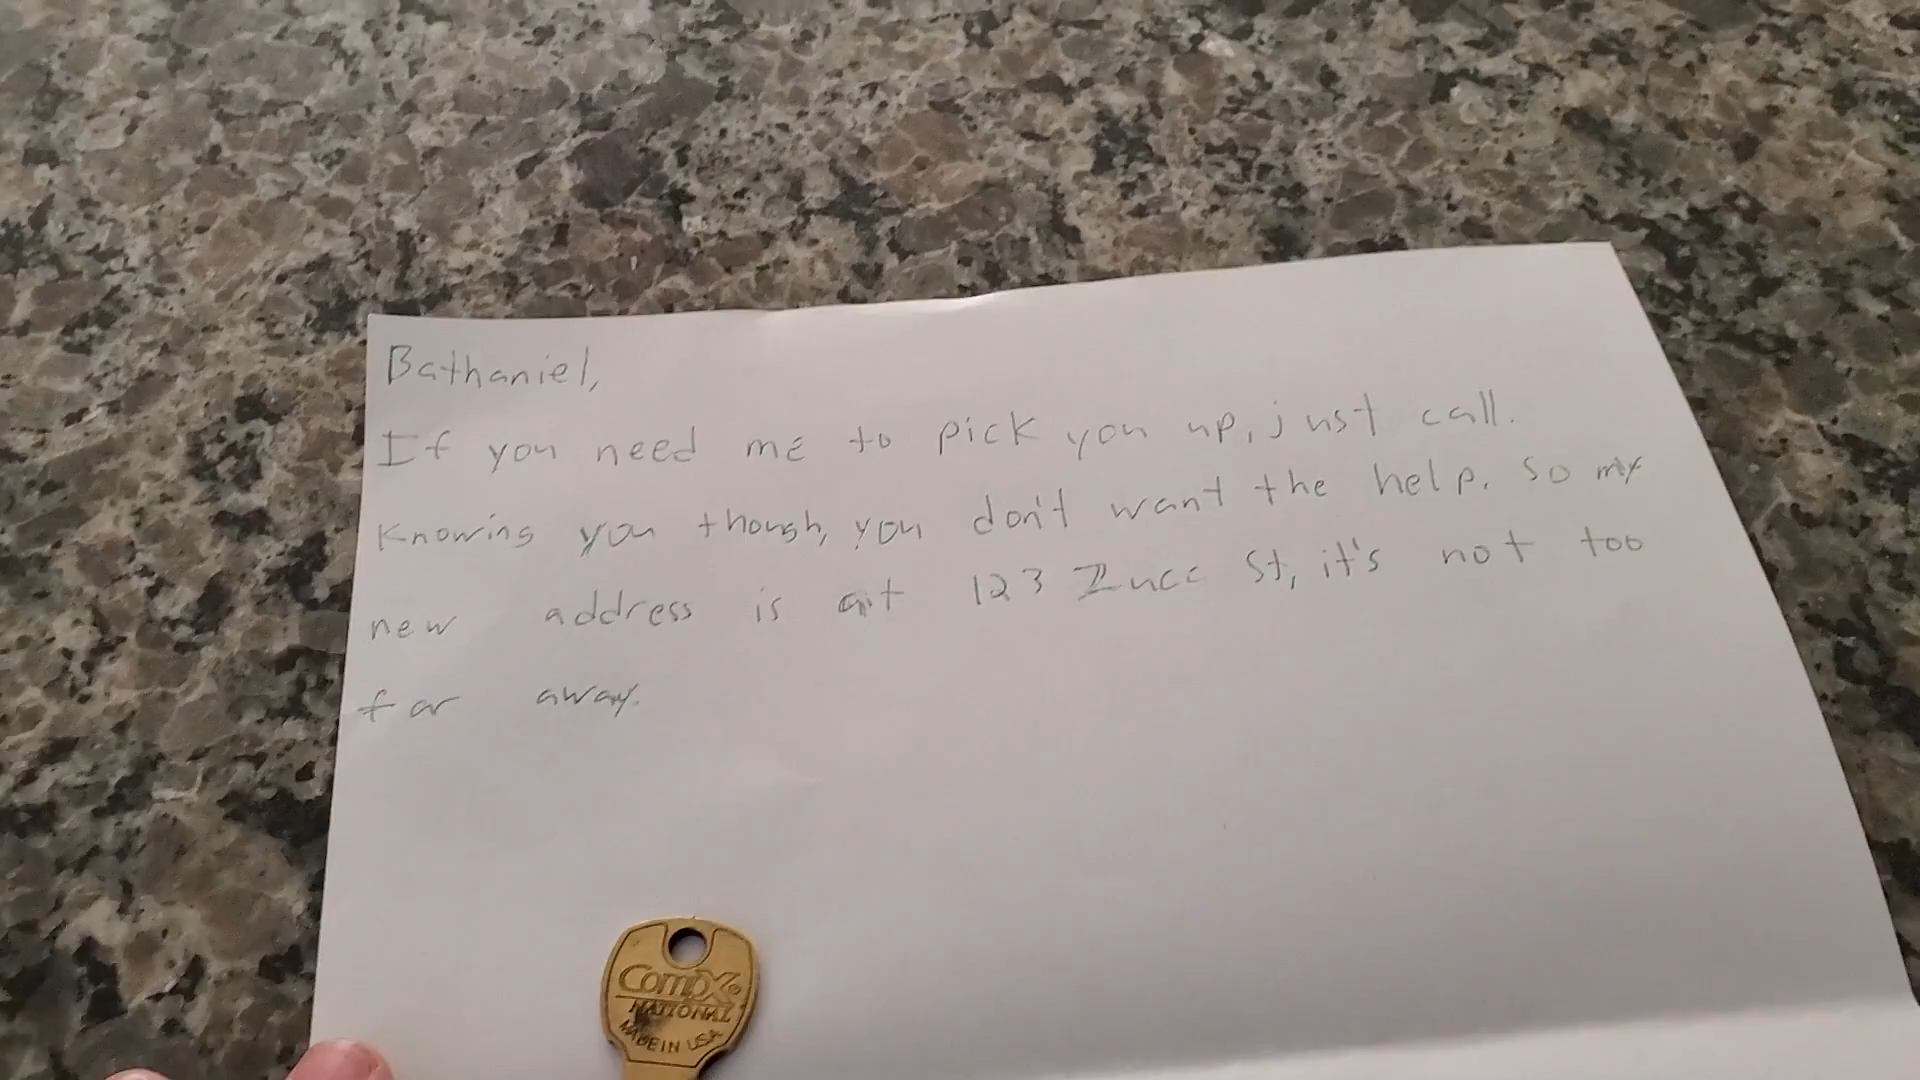 Bathaniel,
If you need me to pick you up, just call.
Knowing you though, you don't want the help. So my
new address is at 123 Zucc St, it's not too
far away.
CompX
NATIONAL
MADE IN USA